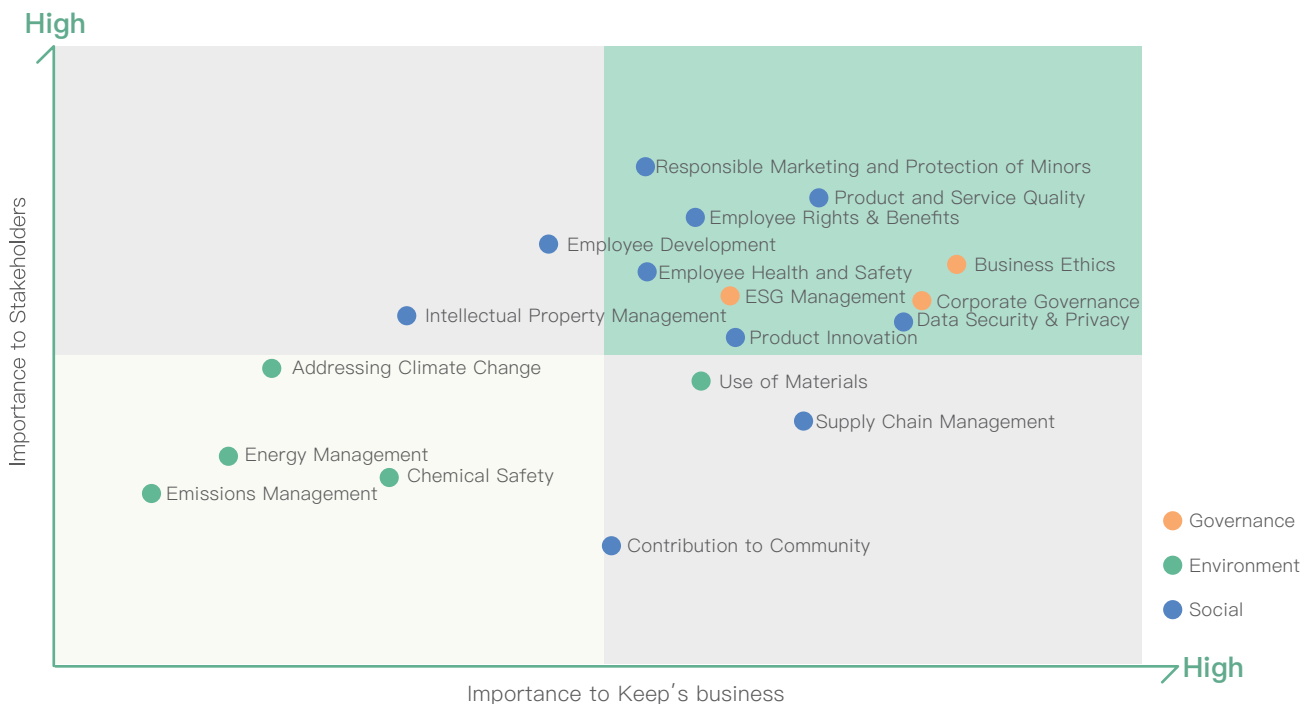 High
Importance to Stakeholders
Responsible Marketing and Protection of Minors
Product and Service Quality
Employee Rights & Benefits
Employee Development
Business Ethics
Employee Health and Safety
ESG Management
Corporate Governance
Intellectual Property Management
Data Security & Privacy
Product Innovation
Addressing Climate Change
Use of Materials
Supply Chain Management
Energy Management
Chemical Safety
Emissions Management
Contribution to Community
Governance
Environment
Social
High
Importance to Keep's business